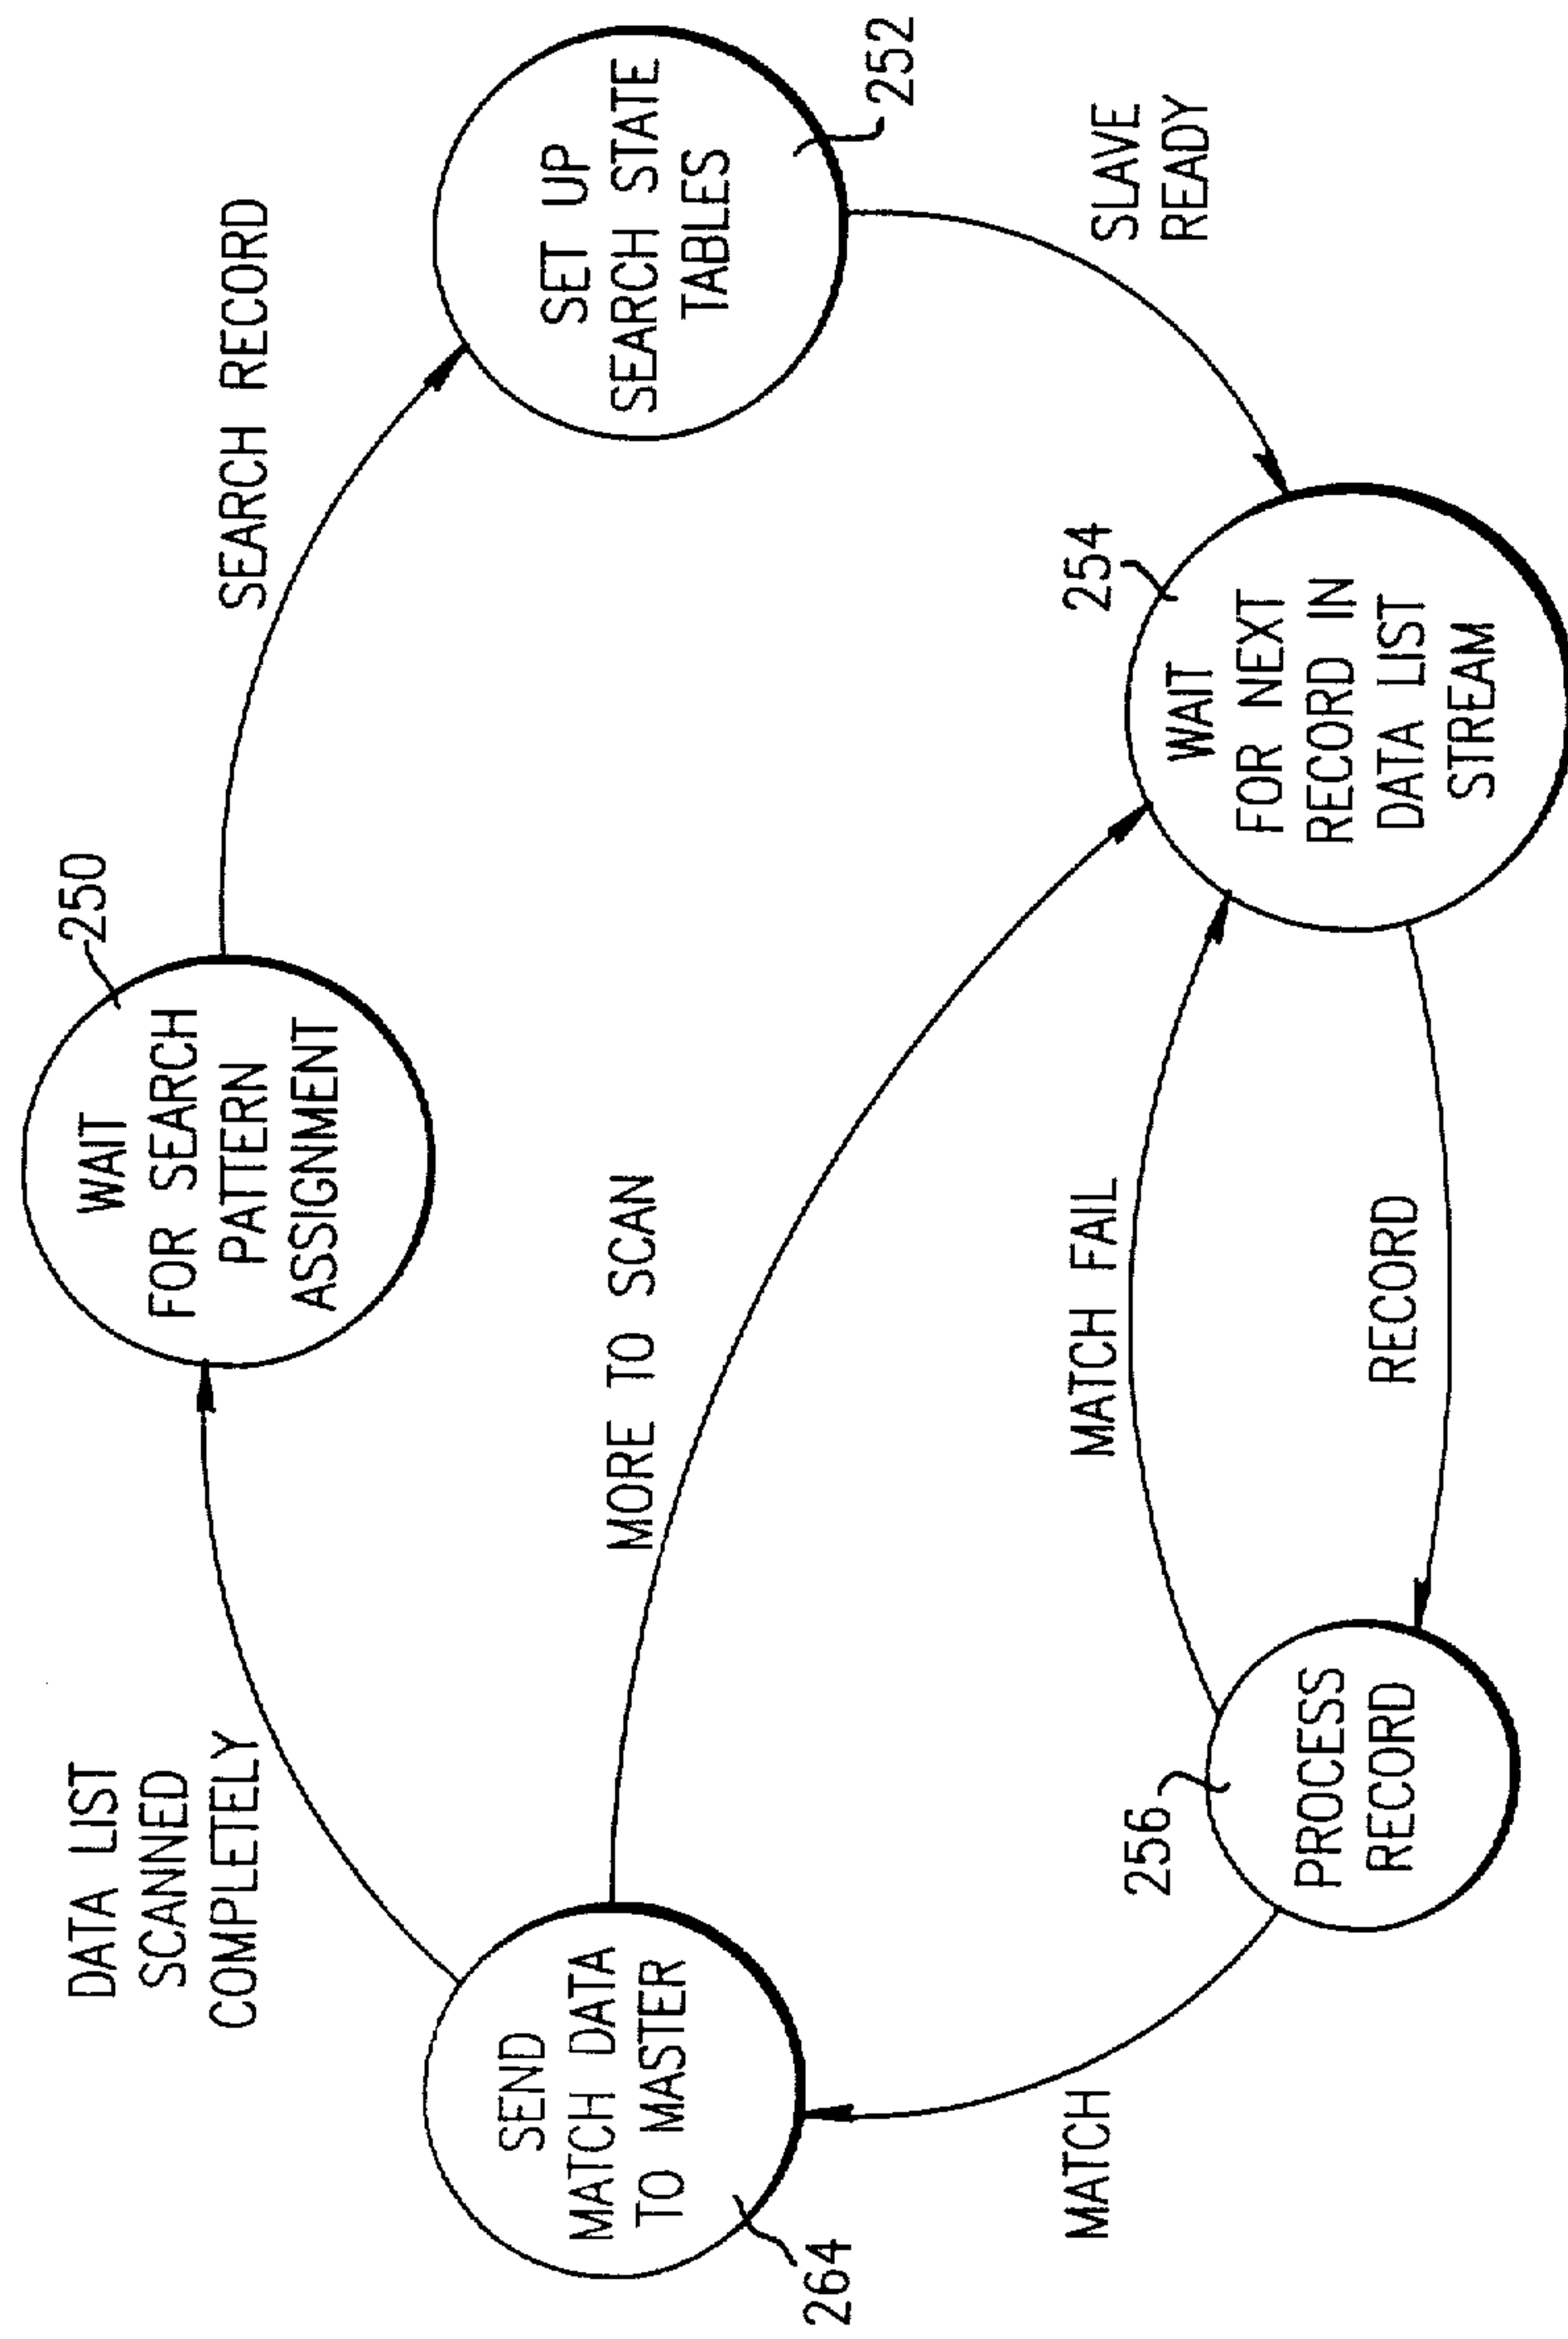 250
WAIT
FOR SEARCH
PATTERN
ASSIGNMENT
SEARCH RECORD
SET UP
SEARCH STATE
TABLES
252
SLAVE
READY
254
WAIT
FOR NEXT
RECORD IN
DATA LIST
STREAM
RECORD
MATCH FAIL
256
PROCESS
RECORD
MATCH
SEND
MATCH DATA
TO MASTER
264
MORE TO SCAN
DATA LIST
SCANNED
COMPLETELY